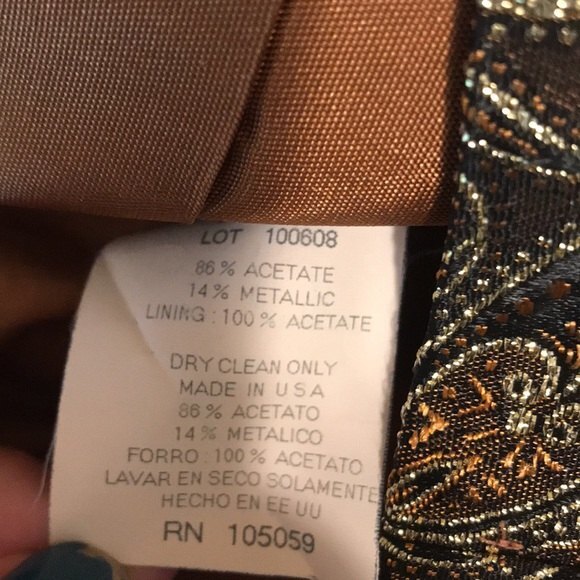 LOT 100608
86% ACETATE
14% METALLIC
LINING: 100% ACETATE
DRY CLEAN ONLY
MADE IN USA
86% ACETATO
14% METALICO
FORRO: 100% ACETATO
LAVAR EN SECO SOLAMENTE
HECHO EN EE UU
RN 105059